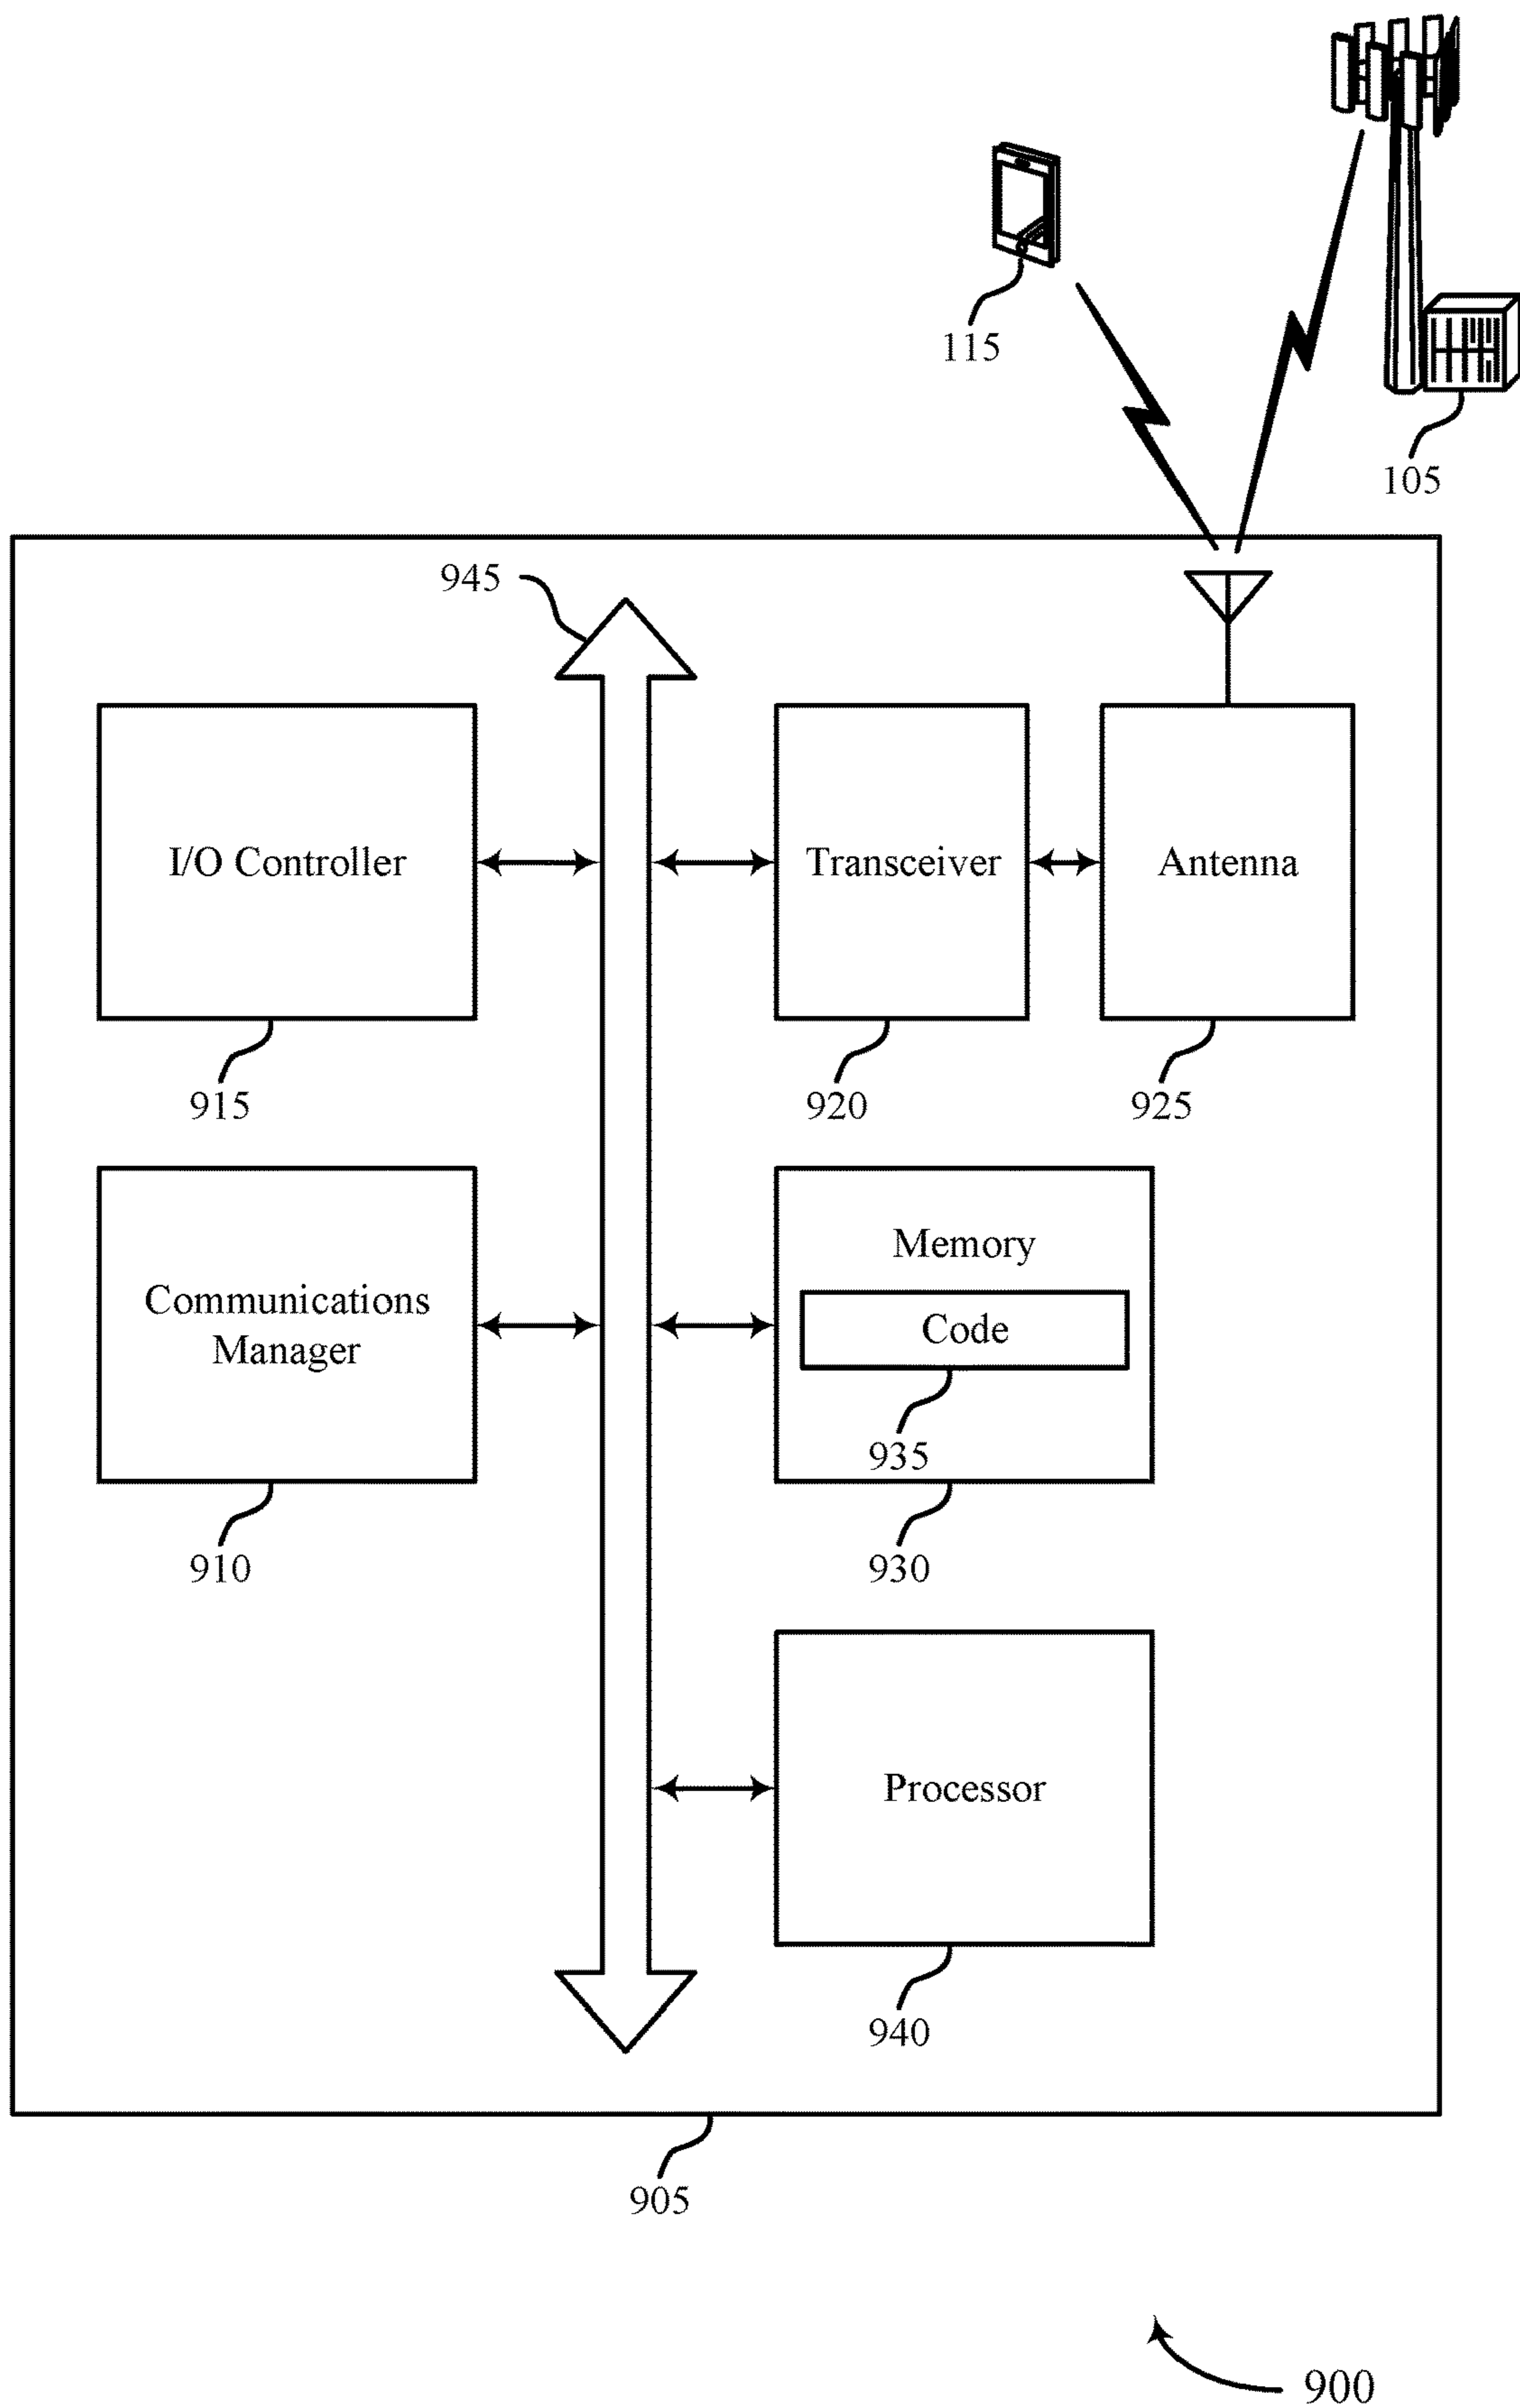 115
105
945
I/O Controller
Transceiver
Antenna
915
920
925
Communications
Manager
Memory
Code
935
910
930
Processor
940
905
900